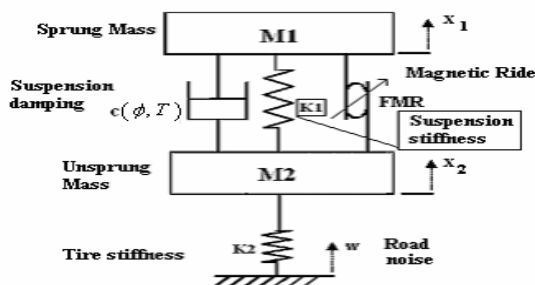 Sprung Mass
M1
X1
Suspension
damping
c(ϕ, T)
K1
Magnetic Ride
FMR
Suspension
stiffness
Unsprung
Mass
M2
X2
Tire stiffness
K2
w
Road
noise